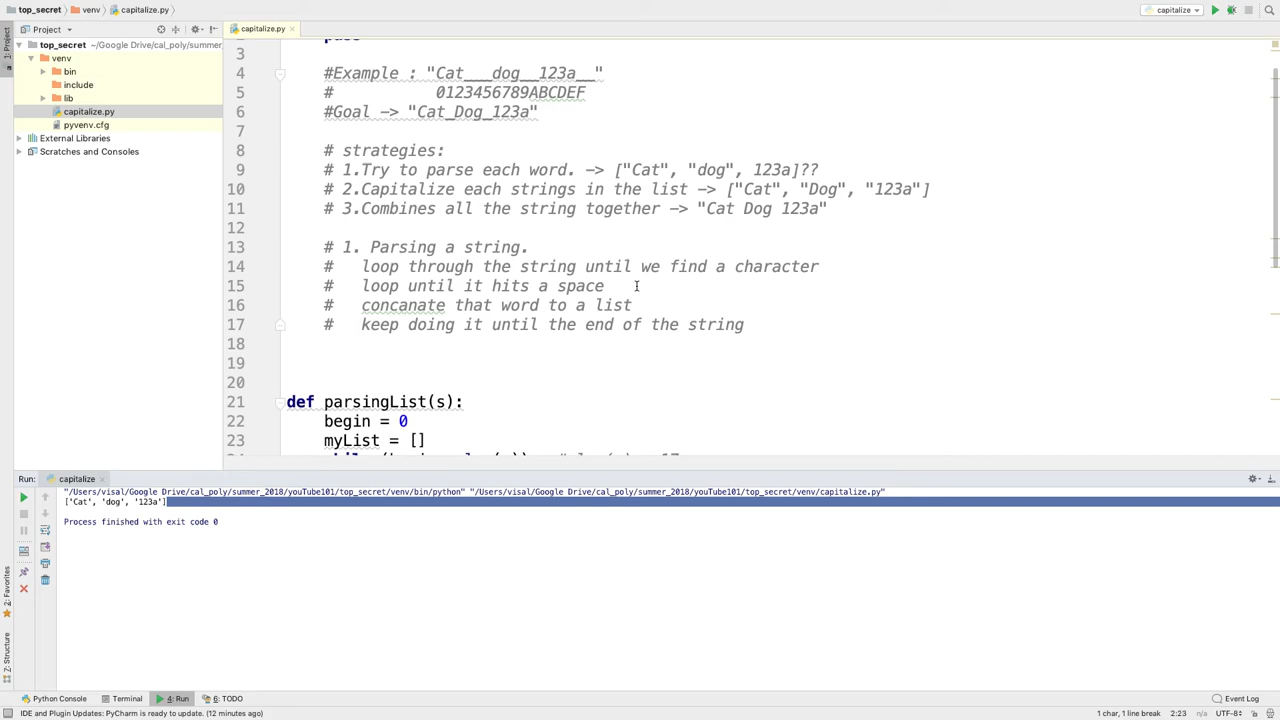 top_secret venv capitalize.py
capitalize
Project
capitalize.py
1: Project
top_secret ~/Google Drive/cal_poly/summer
venv
bin
include
lib
capitalize.py
pyvenv.cfg
External Libraries
Scratches and Consoles
3
4 #Example : "Cat___dog__123a__"
5 # 0123456789ABCDEF
6 #Goal -> "Cat_Dog_123a"
7
8 # strategies:
9 # 1.Try to parse each word. -> ["Cat", "dog", 123a]??
10 # 2.Capitalize each strings in the list -> ["Cat", "Dog", "123a"]
11 # 3.Combines all the string together -> "Cat Dog 123a"
12
13 # 1. Parsing a string.
14 # loop through the string until we find a character
15 # loop until it hits a space
16 # concanate that word to a list
17 # keep doing it until the end of the string
18
19
20
21 def parsingList(s):
22 begin = 0
23 myList = []
Run: capitalize
"/Users/visal/Google Drive/cal_poly/summer_2018/youTube101/top_secret/venv/bin/python" "/Users/visal/Google Drive/cal_poly/summer_2018/youTube101/top_secret/venv/capitalize.py"
['Cat', 'dog', '123a']
Process finished with exit code 0
2: Favorites
7: Structure
Python Console Terminal 4: Run 6: TODO Event Log
IDE and Plugin Updates: PyCharm is ready to update. (12 minutes ago) 1 char, 1 line break 2:23 n/a UTF-8